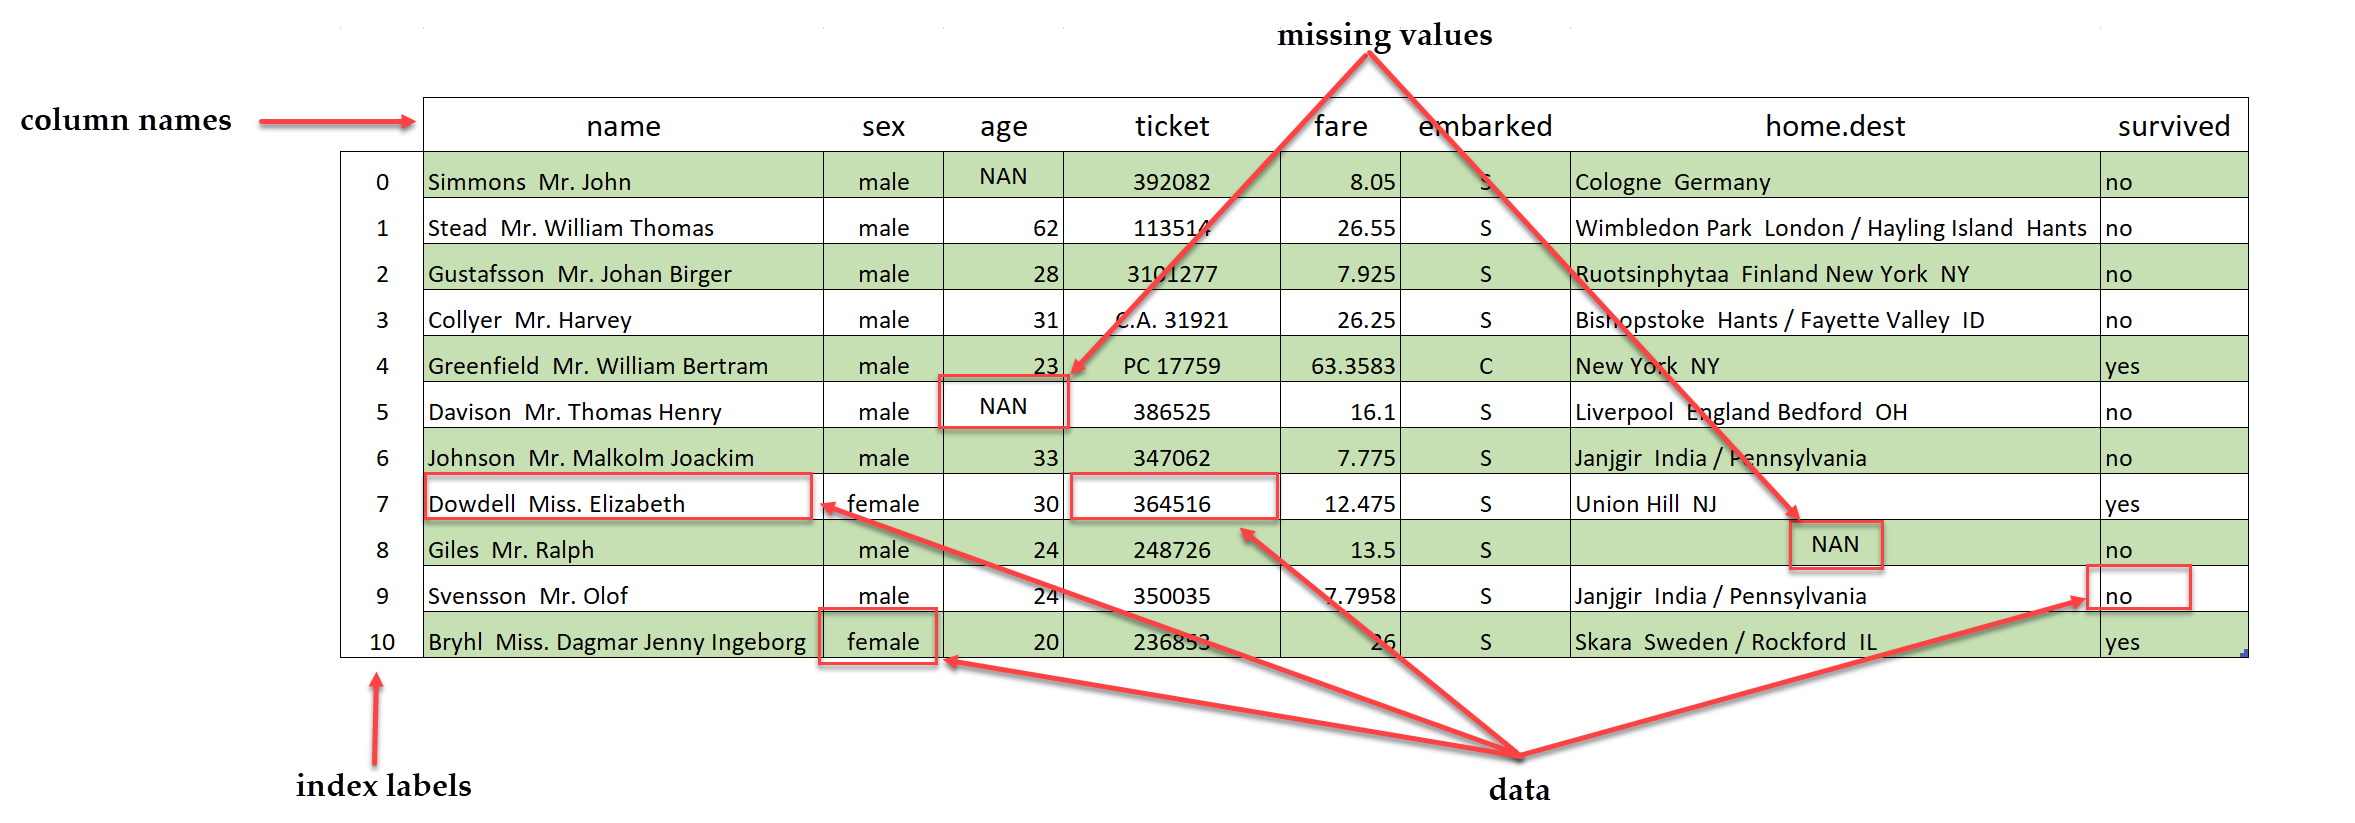 missing values
column names
name sex age ticket fare embarked home.dest survived
0 Simmons Mr. John male NAN 392082 8.05 S Cologne Germany no
1 Stead Mr. William Thomas male 62 113514 26.55 S Wimbledon Park London / Hayling Island Hants no
2 Gustafsson Mr. Johan Birger male 28 3101277 7.925 S Ruotsinphytaa Finland New York NY no
3 Collyer Mr. Harvey male 31 C.A. 31921 26.25 S Bishopstoke Hants / Fayette Valley ID no
4 Greenfield Mr. William Bertram male 23 PC 17759 63.3583 C New York NY yes
5 Davison Mr. Thomas Henry male NAN 386525 16.1 S Liverpool England Bedford OH no
6 Johnson Mr. Malkolm Joackim male 33 347062 7.775 S Janjgir India / Pennsylvania no
7 Dowdell Miss. Elizabeth female 30 364516 12.475 S Union Hill NJ yes
8 Giles Mr. Ralph male 24 248726 13.5 S NAN no
9 Svensson Mr. Olof male 24 350035 7.7958 S Janjgir India / Pennsylvania no
10 Bryhl Miss. Dagmar Jenny Ingeborg female 20 236853 26 S Skara Sweden / Rockford IL yes
index labels
data